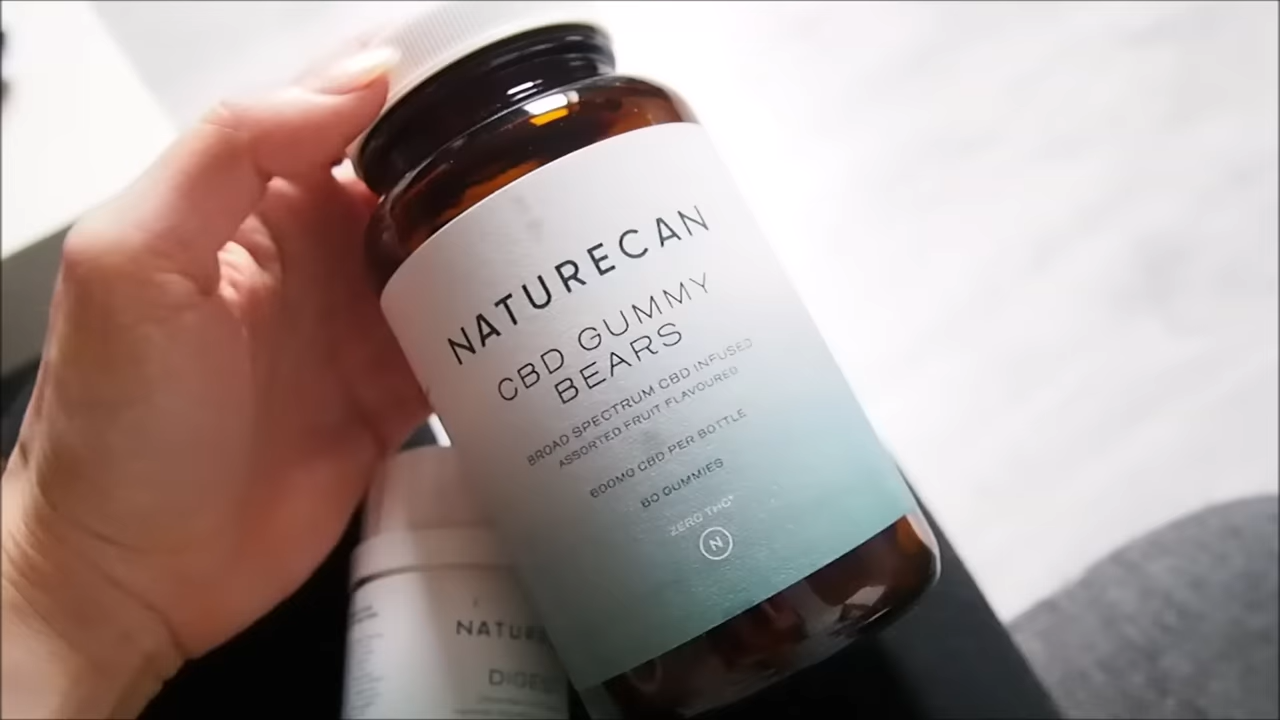 NATURECAN
CBD GUMMY
BEARS
BROAD SPECTRUM CBD INFUSED
ASSORTED FRUIT FLAVOURED
600MG CBD PER BOTTLE
60 GUMMIES
ZERO THC*
N